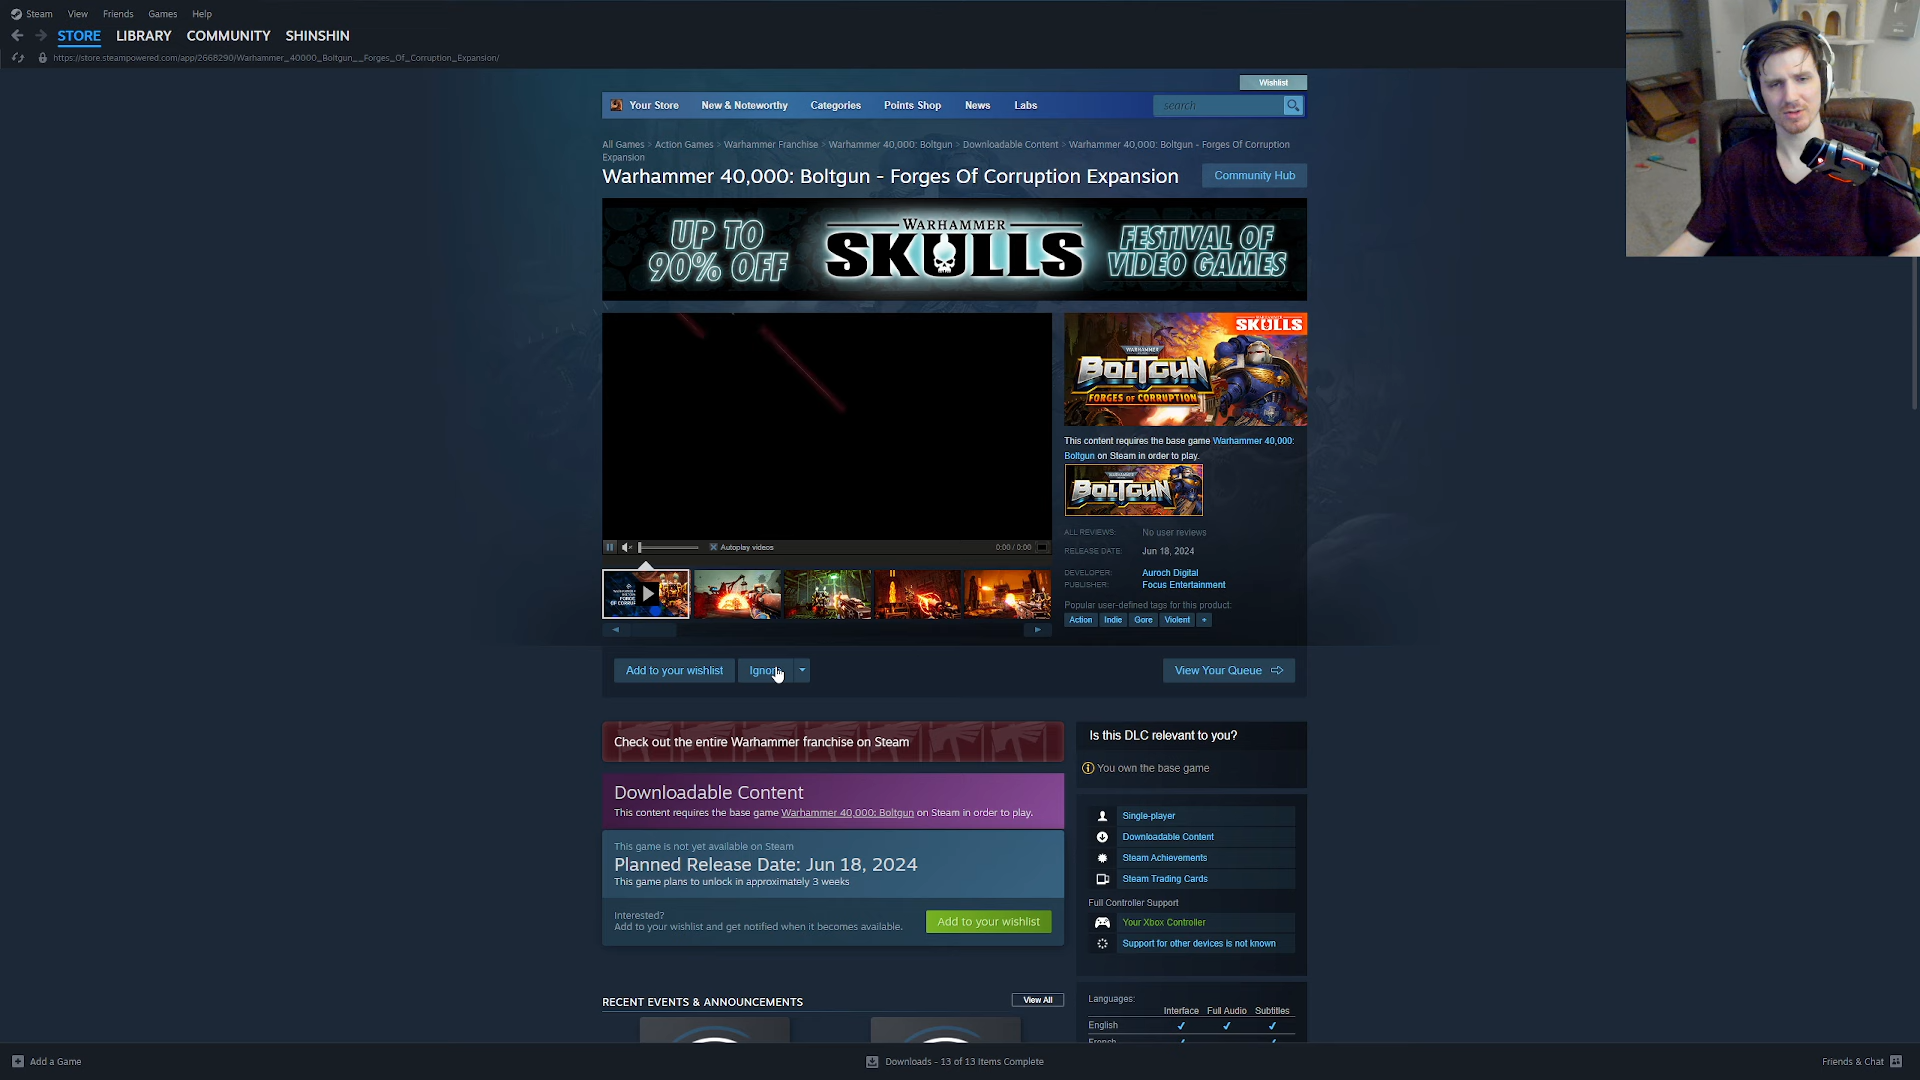 Steam View Friends Games Help
STORE LIBRARY COMMUNITY SHINSHIN
https://store.steampowered.com/app/2668290/Warhammer_40000_Boltgun__Forges_Of_Corruption_Expansion/
Wishlist
Your Store New & Noteworthy Categories Points Shop News Labs search
All Games > Action Games > Warhammer Franchise > Warhammer 40,000: Boltgun > Downloadable Content > Warhammer 40,000: Boltgun - Forges Of Corruption
Expansion
Warhammer 40,000: Boltgun - Forges Of Corruption Expansion
Community Hub
UP TO
90% OFF
WARHAMMER
SKULLS
FESTIVAL OF
VIDEO GAMES
SKULLS
WARHAMMER
BOLTGUN
FORGES OF CORRUPTION
This content requires the base game Warhammer 40,000:
Boltgun on Steam in order to play.
BOLTGUN
ALL REVIEWS: No user reviews
RELEASE DATE: Jun 18, 2024
DEVELOPER: Auroch Digital
PUBLISHER: Focus Entertainment
Popular user-defined tags for this product:
Action Indie Gore Violent +
Autoplay videos 0:00 / 0:00
Add to your wishlist Ignore View Your Queue
Check out the entire Warhammer franchise on Steam
Downloadable Content
This content requires the base game Warhammer 40,000: Boltgun on Steam in order to play.
This game is not yet available on Steam
Planned Release Date: Jun 18, 2024
This game plans to unlock in approximately 3 weeks
Interested?
Add to your wishlist and get notified when it becomes available.
Add to your wishlist
RECENT EVENTS & ANNOUNCEMENTS View All
Is this DLC relevant to you?
You own the base game
Single-player
Downloadable Content
Steam Achievements
Steam Trading Cards
Full Controller Support
Your Xbox Controller
Support for other devices is not known
Languages:
Interface Full Audio Subtitles
English ✔ ✔ ✔
French
Add a Game Downloads - 13 of 13 Items Complete Friends & Chat